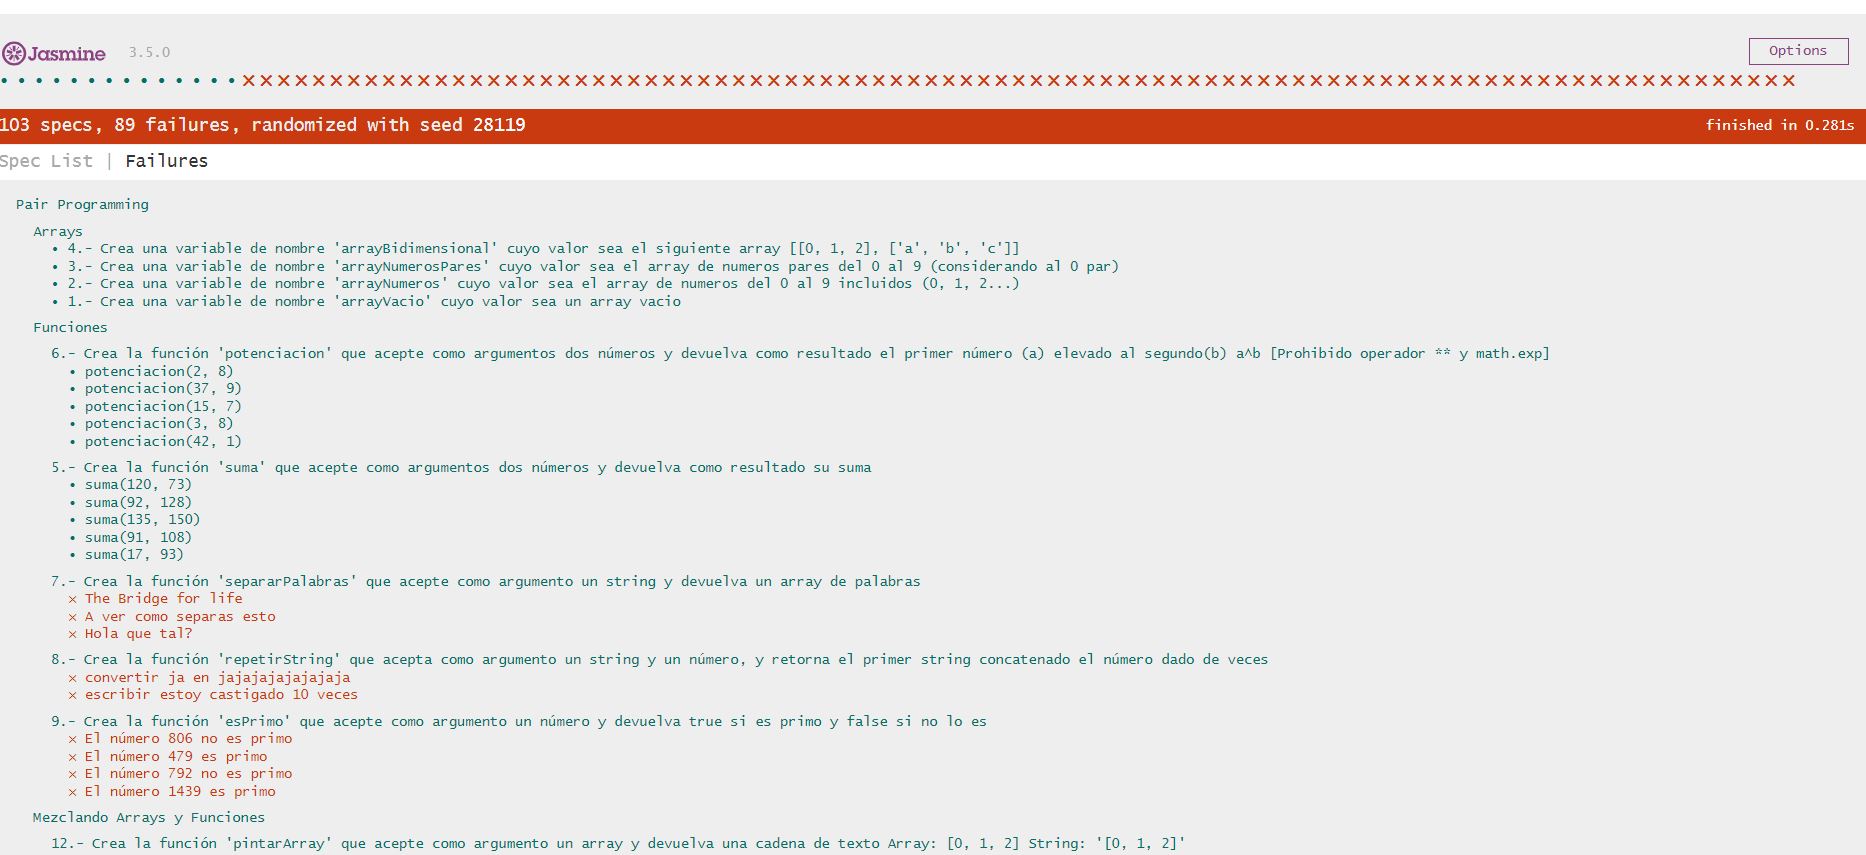 Jasmine 3.5.0 Options
103 specs, 89 failures, randomized with seed 28119 finished in 0.281s
Spec List | Failures
Pair Programming
Arrays
• 4.- Crea una variable de nombre 'arrayBidimensional' cuyo valor sea el siguiente array [[0, 1, 2], ['a', 'b', 'c']]
• 3.- Crea una variable de nombre 'arrayNumerosPares' cuyo valor sea el array de numeros pares del 0 al 9 (considerando al 0 par)
• 2.- Crea una variable de nombre 'arrayNumeros' cuyo valor sea el array de numeros del 0 al 9 incluidos (0, 1, 2...)
• 1.- Crea una variable de nombre 'arrayVacio' cuyo valor sea un array vacio
Funciones
6.- Crea la función 'potenciacion' que acepte como argumentos dos números y devuelva como resultado el primer número (a) elevado al segundo(b) a^b [Prohibido operador ** y math.exp]
• potenciacion(2, 8)
• potenciacion(37, 9)
• potenciacion(15, 7)
• potenciacion(3, 8)
• potenciacion(42, 1)
5.- Crea la función 'suma' que acepte como argumentos dos números y devuelva como resultado su suma
• suma(120, 73)
• suma(92, 128)
• suma(135, 150)
• suma(91, 108)
• suma(17, 93)
7.- Crea la función 'separarPalabras' que acepte como argumento un string y devuelva un array de palabras
× The Bridge for life
× A ver como separas esto
× Hola que tal?
8.- Crea la función 'repetirString' que acepta como argumento un string y un número, y retorna el primer string concatenado el número dado de veces
× convertir ja en jajajajajajajaja
× escribir estoy castigado 10 veces
9.- Crea la función 'esPrimo' que acepte como argumento un número y devuelva true si es primo y false si no lo es
× El número 806 no es primo
× El número 479 es primo
× El número 792 no es primo
× El número 1439 es primo
Mezclando Arrays y Funciones
12.- Crea la función 'pintarArray' que acepte como argumento un array y devuelva una cadena de texto Array: [0, 1, 2] String: '[0, 1, 2]'